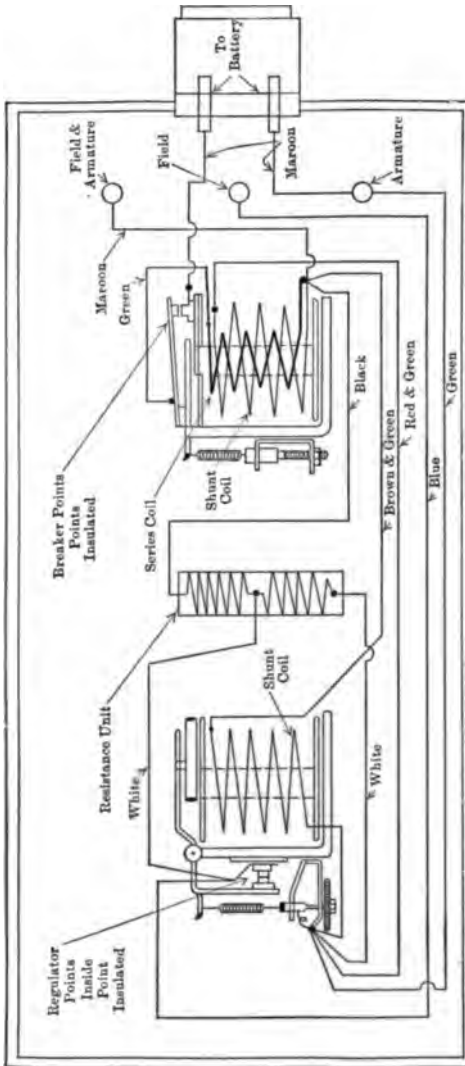 To
Battery
Field &
Armature
Field
Maroon
Armature
Maroon
Green
Breaker Points
Points
Insulated
Series Coil
Shunt
Coil
Black
Brown & Green
Red & Green
Blue
Green
Resistance Unit
White
Shunt
Coil
White
Regulator
Points
Inside
Point
Insulated